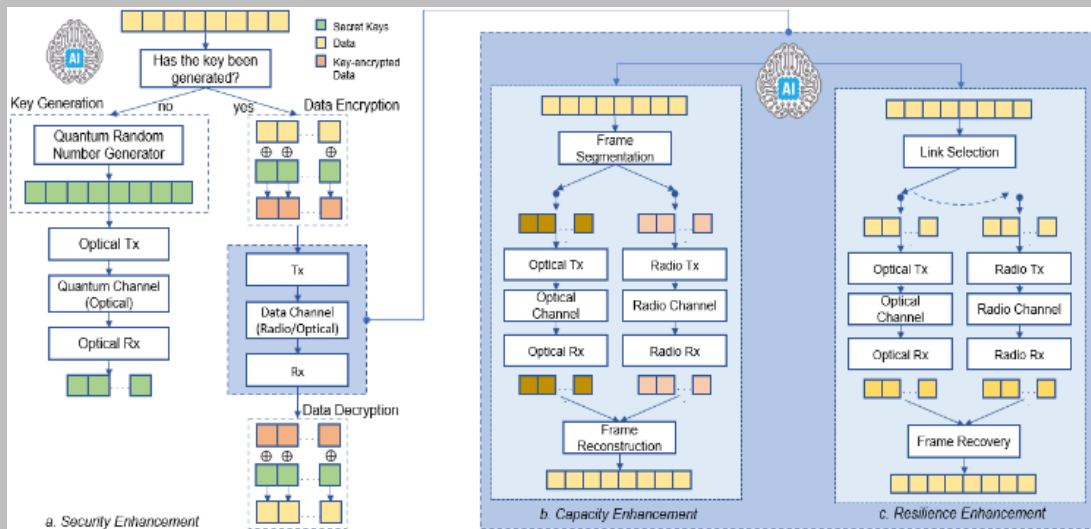 AI
Secret Keys
Data
Key-encrypted
Data
Has the key been
generated?
Key Generation
no
yes
Data Encryption
Quantum Random
Number Generator
Optical Tx
Quantum Channel
(Optical)
Optical Rx
Tx
Data Channel
(Radio/Optical)
Rx
Data Decryption
a. Security Enhancement
AI
Frame
Segmentation
Optical Tx
Radio Tx
Optical
Channel
Radio Channel
Optical Rx
Radio Rx
Frame
Reconstruction
b. Capacity Enhancement
Link Selection
Optical Tx
Radio Tx
Optical
Channel
Radio Channel
Optical Rx
Radio Rx
Frame Recovery
c. Resilience Enhancement